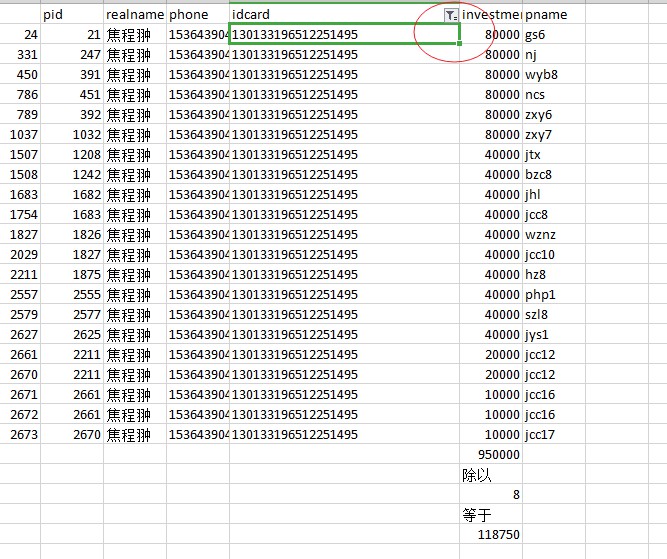 pid realname phone idcard investme pname
24 21 焦程翀 153643904 130133196512251495 80000 gs6
331 247 焦程翀 153643904 130133196512251495 80000 nj
450 391 焦程翀 153643904 130133196512251495 80000 wyb8
786 451 焦程翀 153643904 130133196512251495 80000 ncs
789 392 焦程翀 153643904 130133196512251495 80000 zxy6
1037 1032 焦程翀 153643904 130133196512251495 80000 zxy7
1507 1208 焦程翀 153643904 130133196512251495 40000 jtx
1508 1242 焦程翀 153643904 130133196512251495 40000 bzc8
1683 1682 焦程翀 153643904 130133196512251495 40000 jhl
1754 1683 焦程翀 153643904 130133196512251495 40000 jcc8
1827 1826 焦程翀 153643904 130133196512251495 40000 wznz
2029 1827 焦程翀 153643904 130133196512251495 40000 jcc10
2211 1875 焦程翀 153643904 130133196512251495 40000 hz8
2557 2555 焦程翀 153643904 130133196512251495 40000 php1
2579 2577 焦程翀 153643904 130133196512251495 40000 szl8
2627 2625 焦程翀 153643904 130133196512251495 40000 jys1
2661 2211 焦程翀 153643904 130133196512251495 20000 jcc12
2670 2211 焦程翀 153643904 130133196512251495 20000 jcc12
2671 2661 焦程翀 153643904 130133196512251495 10000 jcc16
2672 2661 焦程翀 153643904 130133196512251495 10000 jcc16
2673 2670 焦程翀 153643904 130133196512251495 10000 jcc17
950000
除以
8
等于
118750